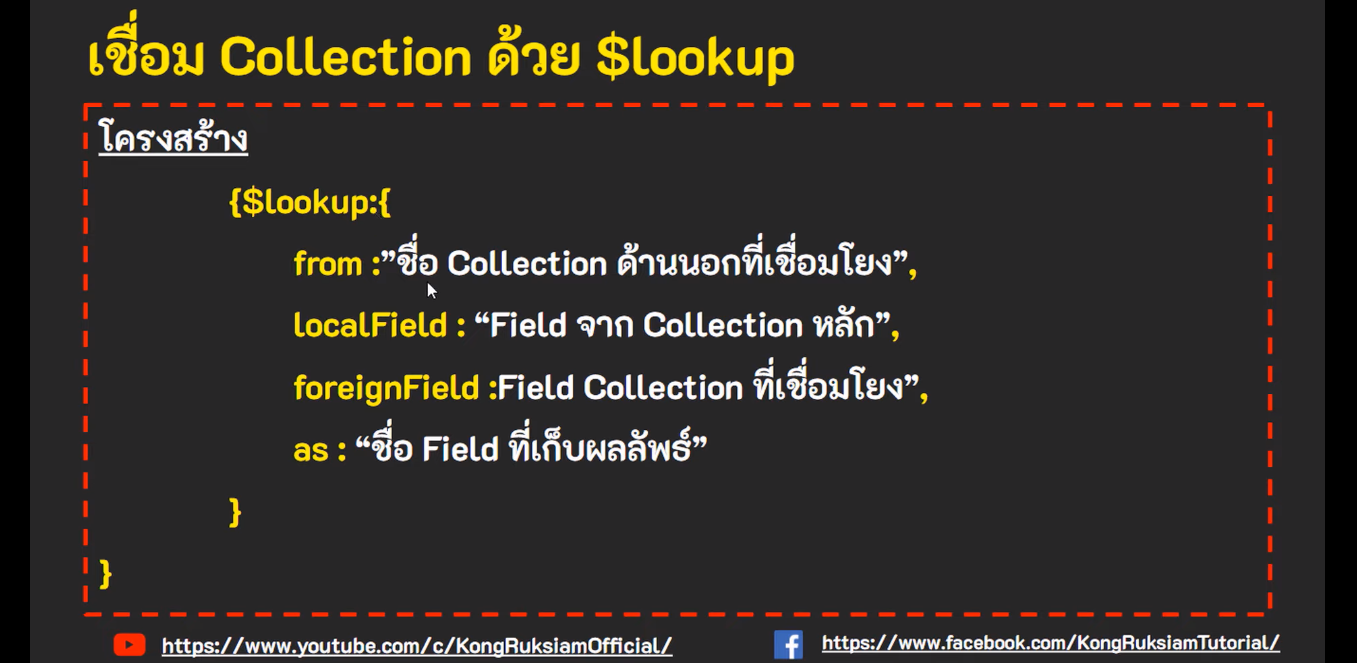 เชื่อม Collection ด้วย $lookup
โครงสร้าง
{$lookup:{
from :”ชื่อ Collection ด้านนอกที่เชื่อมโยง”,
localField : “Field จาก Collection หลัก”,
foreignField :Field Collection ที่เชื่อมโยง”,
as : “ชื่อ Field ที่เก็บผลลัพธ์”
}
}
https://www.youtube.com/c/KongRuksiamOfficial/
https://www.facebook.com/KongRuksiamTutorial/